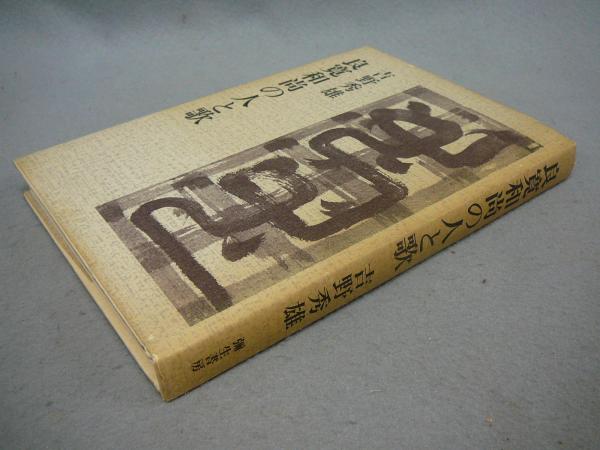 良寛和尚の人と歌
吉野秀雄
良寛和尚の人と歌 吉野秀雄 彌生書房